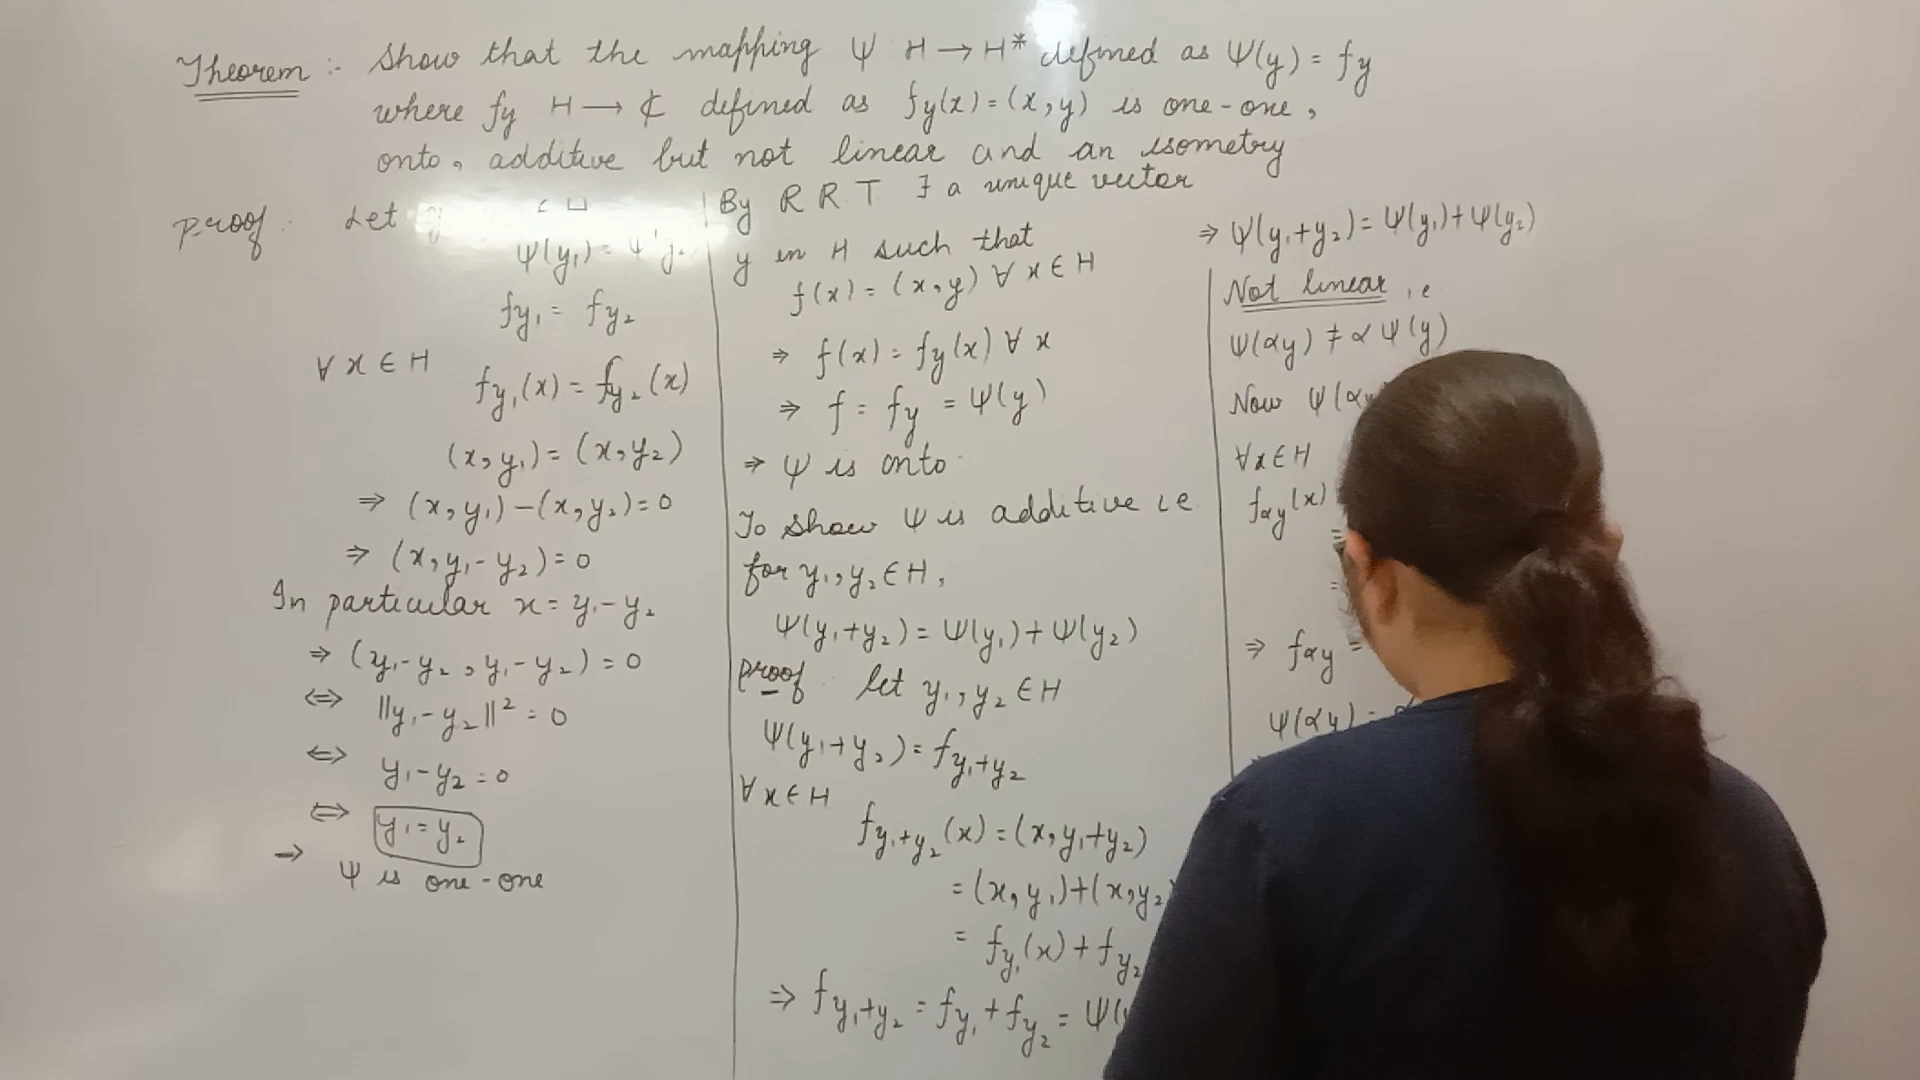 Theorem :- Show that the mapping Ψ H → H* defined as Ψ(y) = fy
where fy H → ₵ defined as fy(x) = (x, y) is one-one,
onto, additive but not linear and an isometry
Proof : Let
Ψ(y₁) = Ψ
fy₁ = fy₂
∀ x ∈ H fy₁(x) = fy₂(x)
(x, y₁) = (x, y₂)
⇒ (x, y₁) − (x, y₂) = 0
⇒ (x, y₁ − y₂) = 0
In particular x = y₁ − y₂
⇒ (y₁ − y₂, y₁ − y₂) = 0
⇔ ||y₁ − y₂||² = 0
⇔ y₁ − y₂ = 0
⇔ y₁ = y₂
→ Ψ is one-one
By R R T ∃ a unique vector
y in H such that
f(x) = (x, y) ∀ x ∈ H
⇒ f(x) = fy(x) ∀ x
⇒ f = fy = Ψ(y)
⇒ Ψ is onto
To show Ψ is additive i e
for y₁, y₂ ∈ H,
Ψ(y₁+y₂) = Ψ(y₁) + Ψ(y₂)
Proof let y₁, y₂ ∈ H
Ψ(y₁+y₂) = fy₁+y₂
∀ x ∈ H
fy₁+y₂(x) = (x, y₁+y₂)
= (x, y₁) + (x, y₂
= fy₁(x) + fy₂
⇒ fy₁+y₂ = fy₁ + fy₂ = Ψ(
⇒ Ψ(y₁+y₂) = Ψ(y₁) + Ψ(y₂)
Not linear i e
Ψ(αy) ≠ α Ψ(y)
Now Ψ(αy
∀ x ∈ H
fαy(x)
=
=
⇒ fαy =
Ψ(αy) =